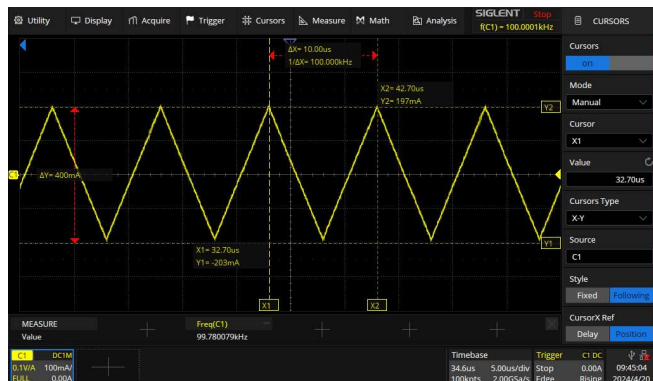 Utility Display Acquire Trigger Cursors Measure Math Analysis SIGLENT Stop
f(C1) = 100.0001kHz
CURSORS
ΔX= 10.00us
1/ΔX= 100.000kHz
X2= 42.70us
Y2= 197mA
Y2
C1
ΔY= 400mA
X1= 32.70us
Y1= -203mA
Y1
X1 X2
Cursors
on
Mode
Manual
Cursor
X1
Value
32.70us
Cursors Type
X-Y
Source
C1
Style
Fixed Following
CursorX Ref
Delay Position
MEASURE Freq(C1)
Value 99.780079kHz
C1 DC1M
0.1V/A 100mA/
FULL 0.00A
Timebase
34.6us 5.00us/div
100kpts 2.00GSa/s
Trigger C1 DC
Stop 0.00A
Edge Rising
09:45:04
2024/4/20